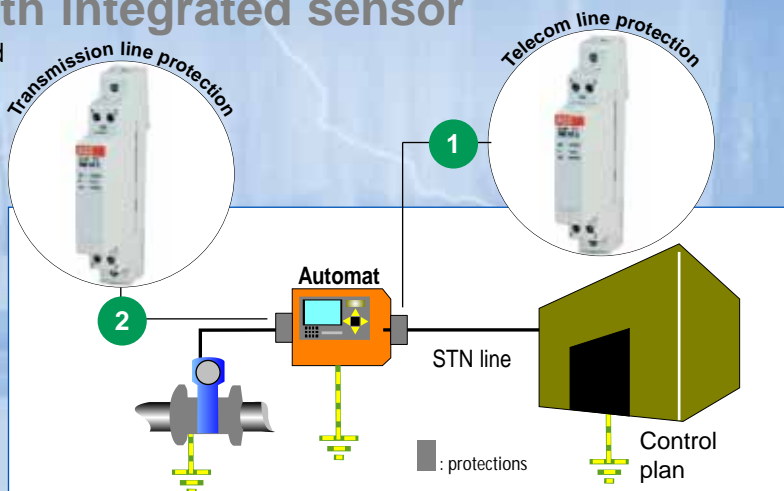 th integrated sensor
d
Transmission line protection
Telecom line protection
1
Automat
2
STN line
: protections
Control
plan